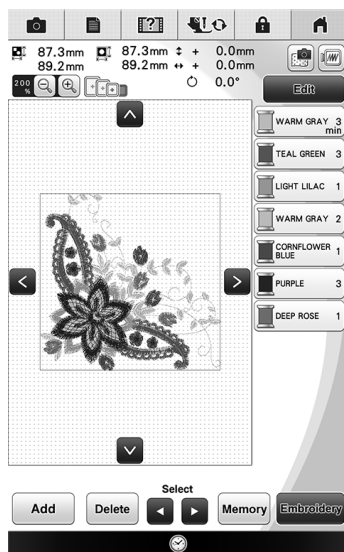 87.3mm 87.3mm + 0.0mm
89.2mm 89.2mm + 0.0mm
200 % 0.0°
Edit
WARM GRAY 3
min
TEAL GREEN 3
LIGHT LILAC 1
WARM GRAY 2
CORNFLOWER
BLUE 1
PURPLE 3
DEEP ROSE 1
Select
Add Delete Memory Embroidery